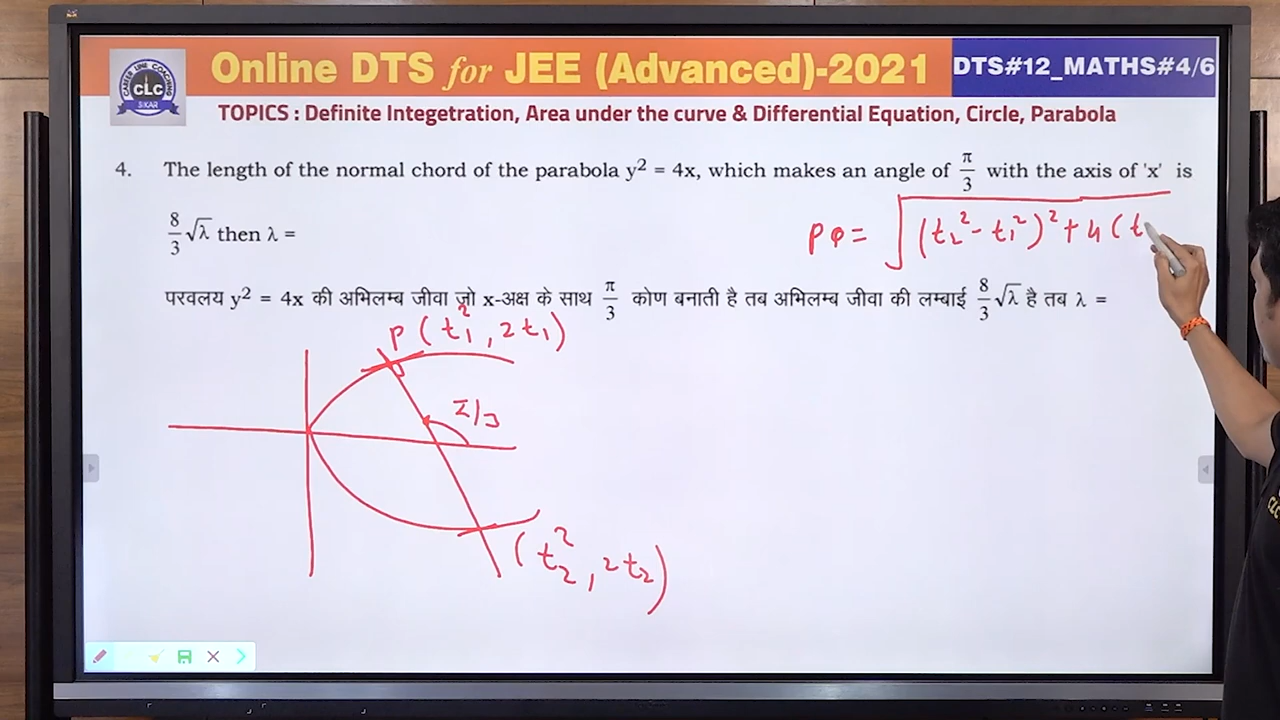 Online DTS for JEE (Advanced)-2021
DTS#12_MATHS#4/6
CAREER LINE COACHING
CLC
SIKAR
TOPICS : Definite Integetration, Area under the curve & Differential Equation, Circle, Parabola
4. The length of the normal chord of the parabola y² = 4x, which makes an angle of π/3 with the axis of 'x' is
8/3 √λ then λ =
PQ = √(t₂² - t₁²)² + 4(t
परवलय y² = 4x की अभिलम्ब जीवा जो x-अक्ष के साथ π/3 कोण बनाती है तब अभिलम्ब जीवा की लम्बाई 8/3 √λ है तब λ =
P(t₁², 2t₁)
π/3
(t₂², 2t₂)